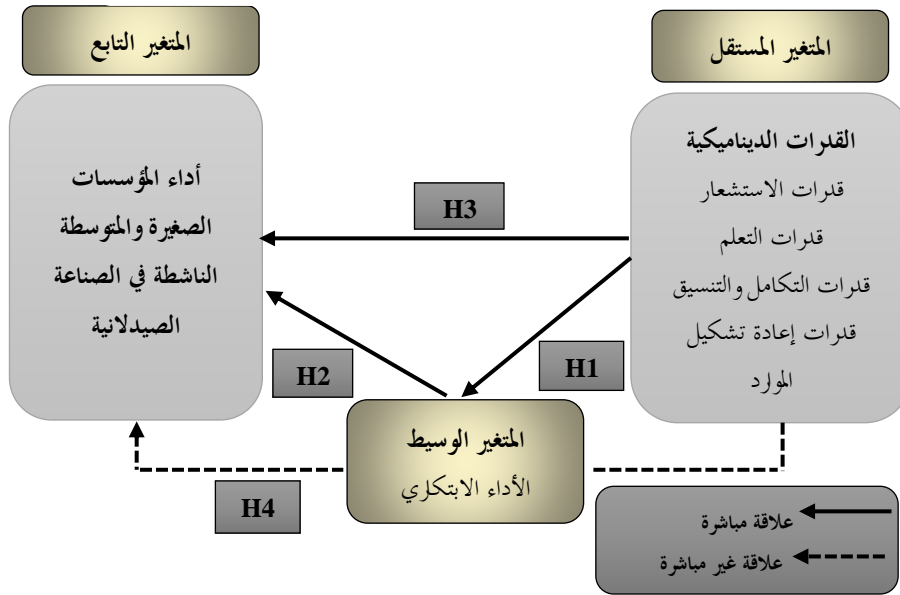 المتغير المستقل
المتغير التابع
القدرات الديناميكية
قدرات الاستشعار
قدرات التعلم
قدرات التكامل والتنسيق
قدرات إعادة تشكيل
الموارد
أداء المؤسسات
الصغيرة والمتوسطة
الناشطة في الصناعة
الصيدلانية
H3
H1
H2
المتغير الوسيط
الأداء الابتكاري
H4
علاقة مباشرة
علاقة غير مباشرة